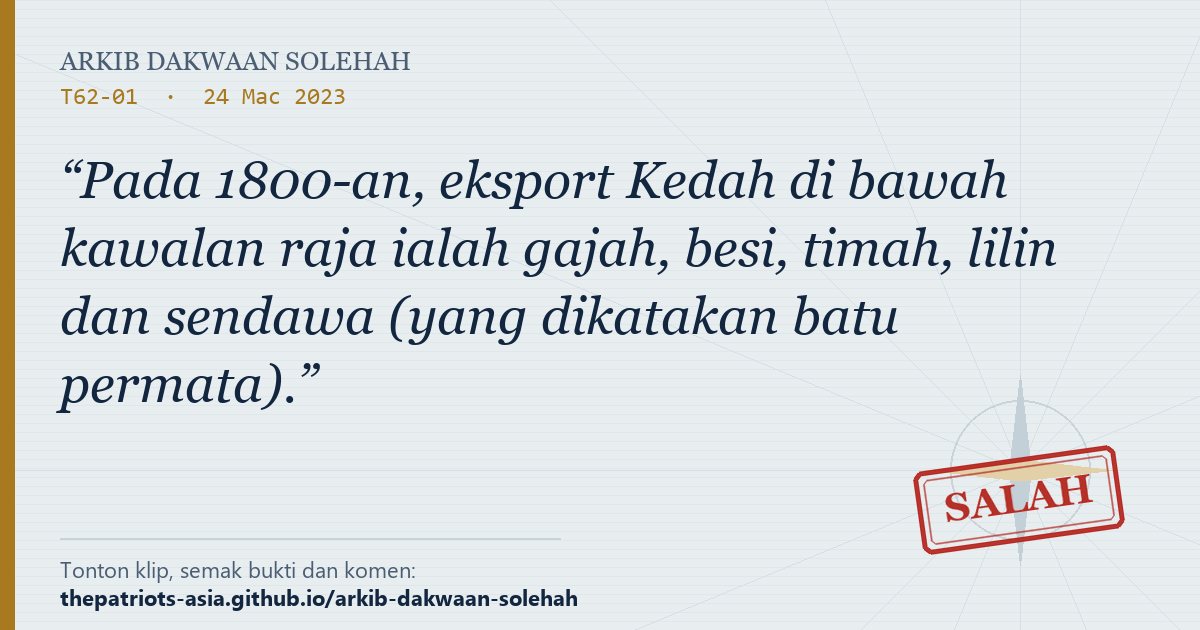 ARKIB DAKWAAN SOLEHAH
T62-01 · 24 Mac 2023
“Pada 1800-an, eksport Kedah di bawah
kawalan raja ialah gajah, besi, timah, lilin
dan sendawa (yang dikatakan batu
permata).”
SALAH
Tonton klip, semak bukti dan komen:
thepatriots-asia.github.io/arkib-dakwaan-solehah